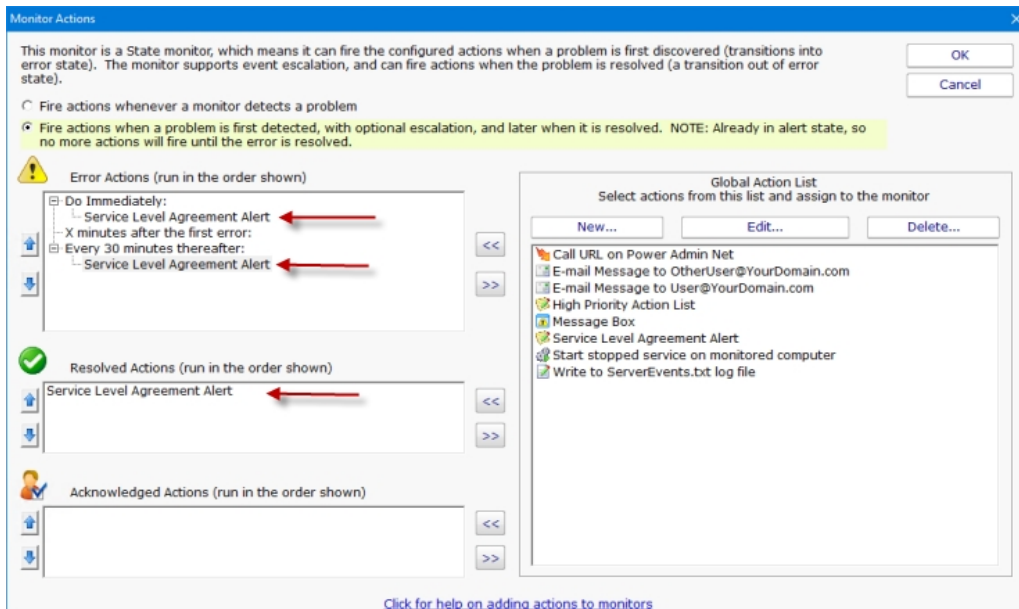 Monitor Actions
This monitor is a State monitor, which means it can fire the configured actions when a problem is first discovered (transitions into
error state). The monitor supports event escalation, and can fire actions when the problem is resolved (a transition out of error
state).
OK
Cancel
Fire actions whenever a monitor detects a problem
Fire actions when a problem is first detected, with optional escalation, and later when it is resolved. NOTE: Already in alert state, so
no more actions will fire until the error is resolved.
Error Actions (run in the order shown)
Do Immediately:
Service Level Agreement Alert
X minutes after the first error:
Every 30 minutes thereafter:
Service Level Agreement Alert
<<
>>
Resolved Actions (run in the order shown)
Service Level Agreement Alert
<<
>>
Acknowledged Actions (run in the order shown)
<<
>>
Global Action List
Select actions from this list and assign to the monitor
New...
Edit...
Delete...
Call URL on Power Admin Net
E-mail Message to OtherUser@YourDomain.com
E-mail Message to User@YourDomain.com
High Priority Action List
Message Box
Service Level Agreement Alert
Start stopped service on monitored computer
Write to ServerEvents.txt log file
Click for help on adding actions to monitors